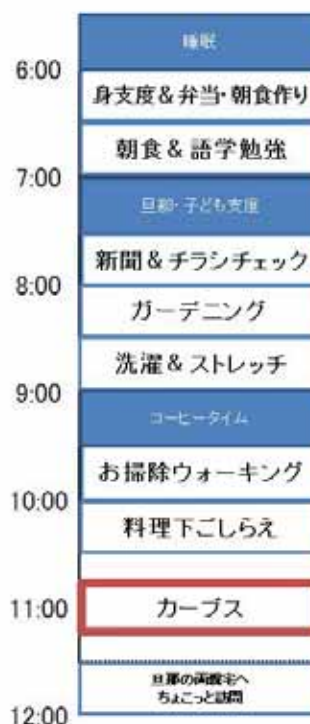 睡眠
6:00
身支度&弁当・朝食作り
朝食&語学勉強
7:00
旦那・子ども支度
新聞&チラシチェック
8:00
ガーデニング
洗濯&ストレッチ
9:00
コーヒータイム
お掃除ウォーキング
10:00
料理下ごしらえ
11:00
カーブス
旦那の両親宅へ
ちょこっと訪問
12:00